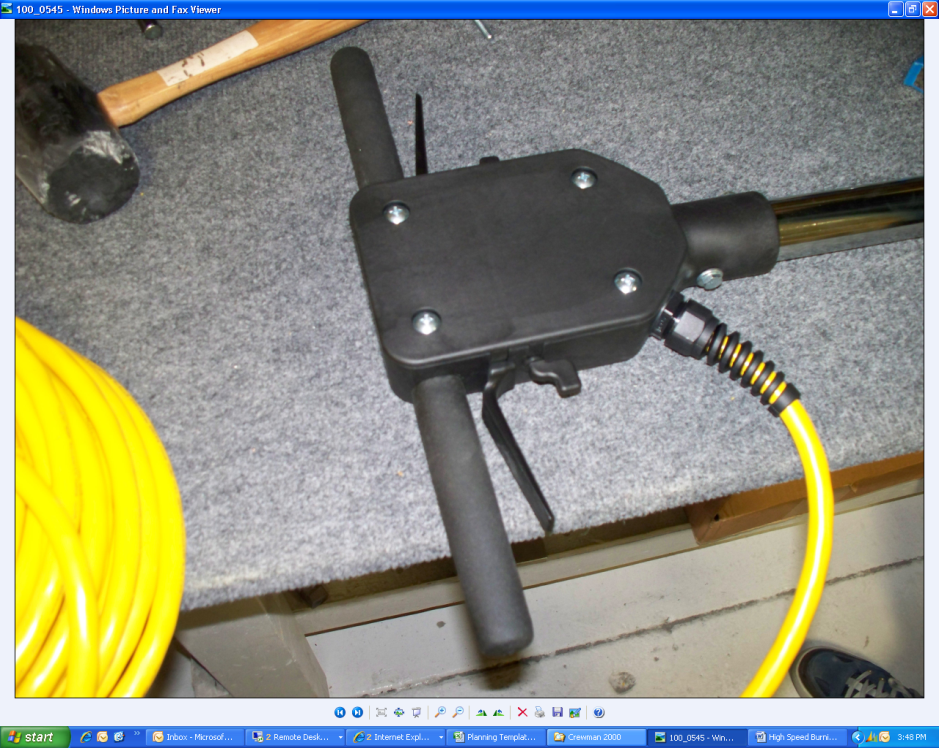 100_0545 - Windows Picture and Fax Viewer
start
Inbox - Microsof...
2 Remote Desk...
2 Internet Expl...
Planning Templat...
Crewman 2000
100_0545 - Win...
High Speed Burni...
3:48 PM